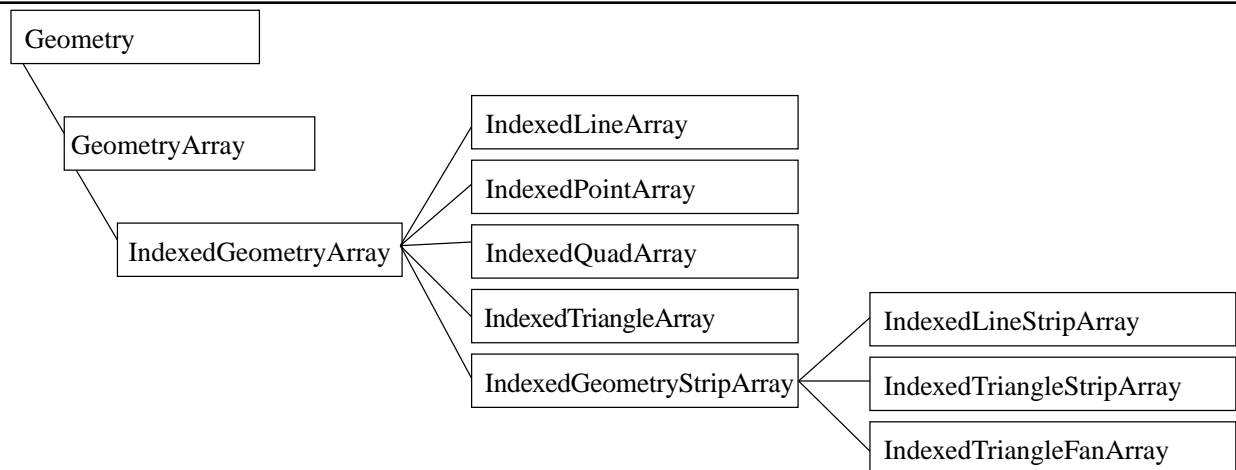 Geometry
GeometryArray
IndexedGeometryArray
IndexedLineArray
IndexedPointArray
IndexedQuadArray
IndexedTriangleArray
IndexedGeometryStripArray
IndexedLineStripArray
IndexedTriangleStripArray
IndexedTriangleFanArray